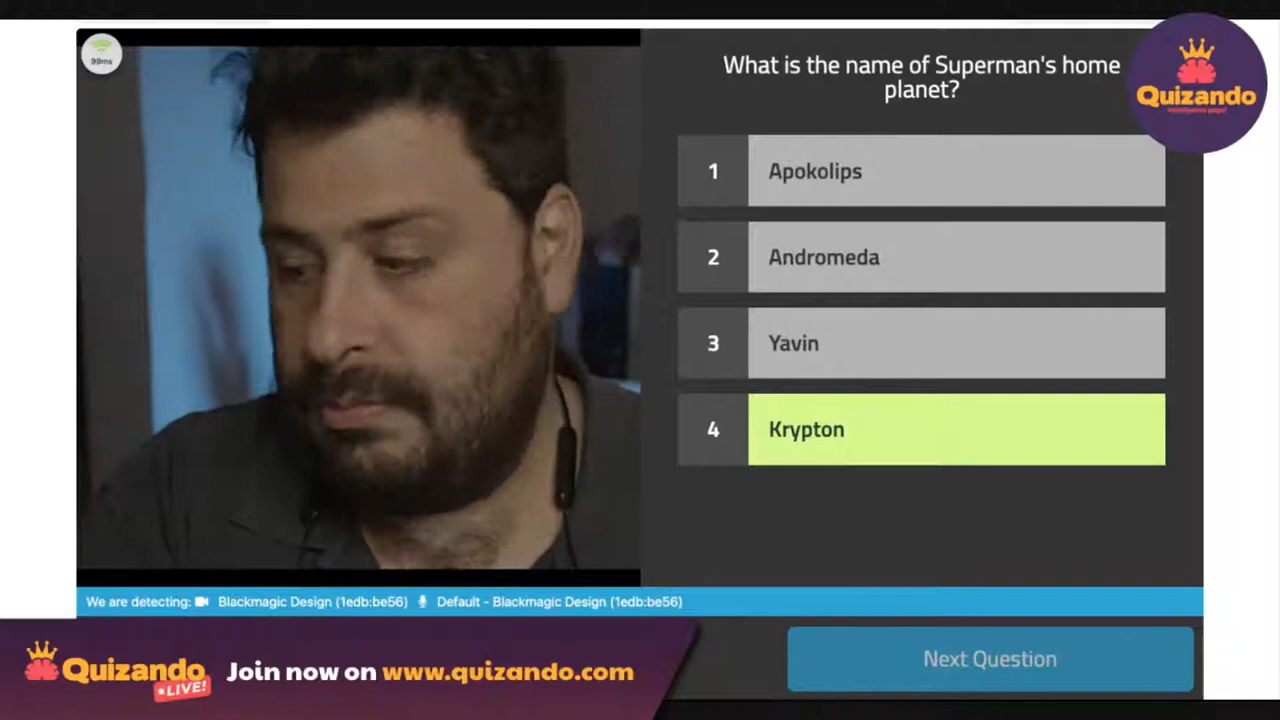 99ms
What is the name of Superman's home
planet?
Quizando
1 Apokolips
2 Andromeda
3 Yavin
4 Krypton
We are detecting: Blackmagic Design (1edb:be56) Default - Blackmagic Design (1edb:be56)
Quizando
LIVE!
Join now on www.quizando.com
Next Question